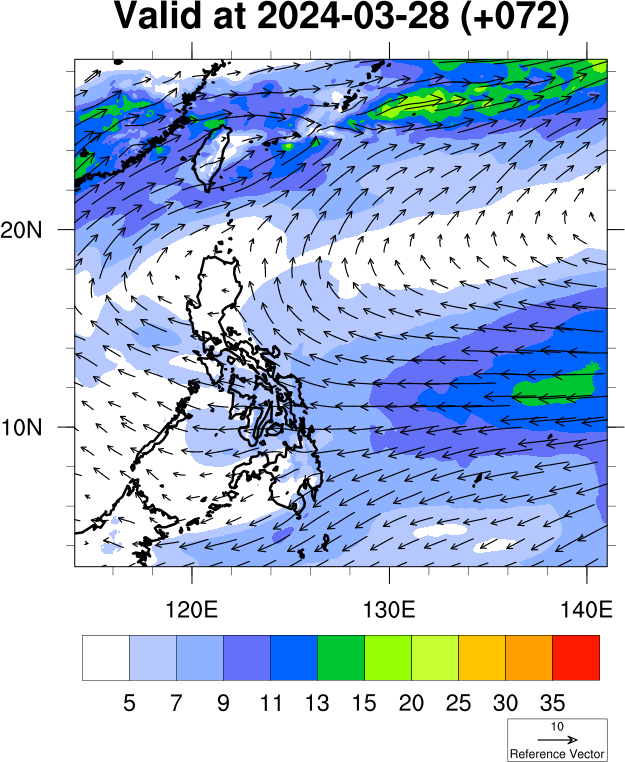 Valid at 2024-03-28 (+072)
20N
10N
120E 130E 140E
5 7 9 11 13 15 20 25 30 35
10
Reference Vector